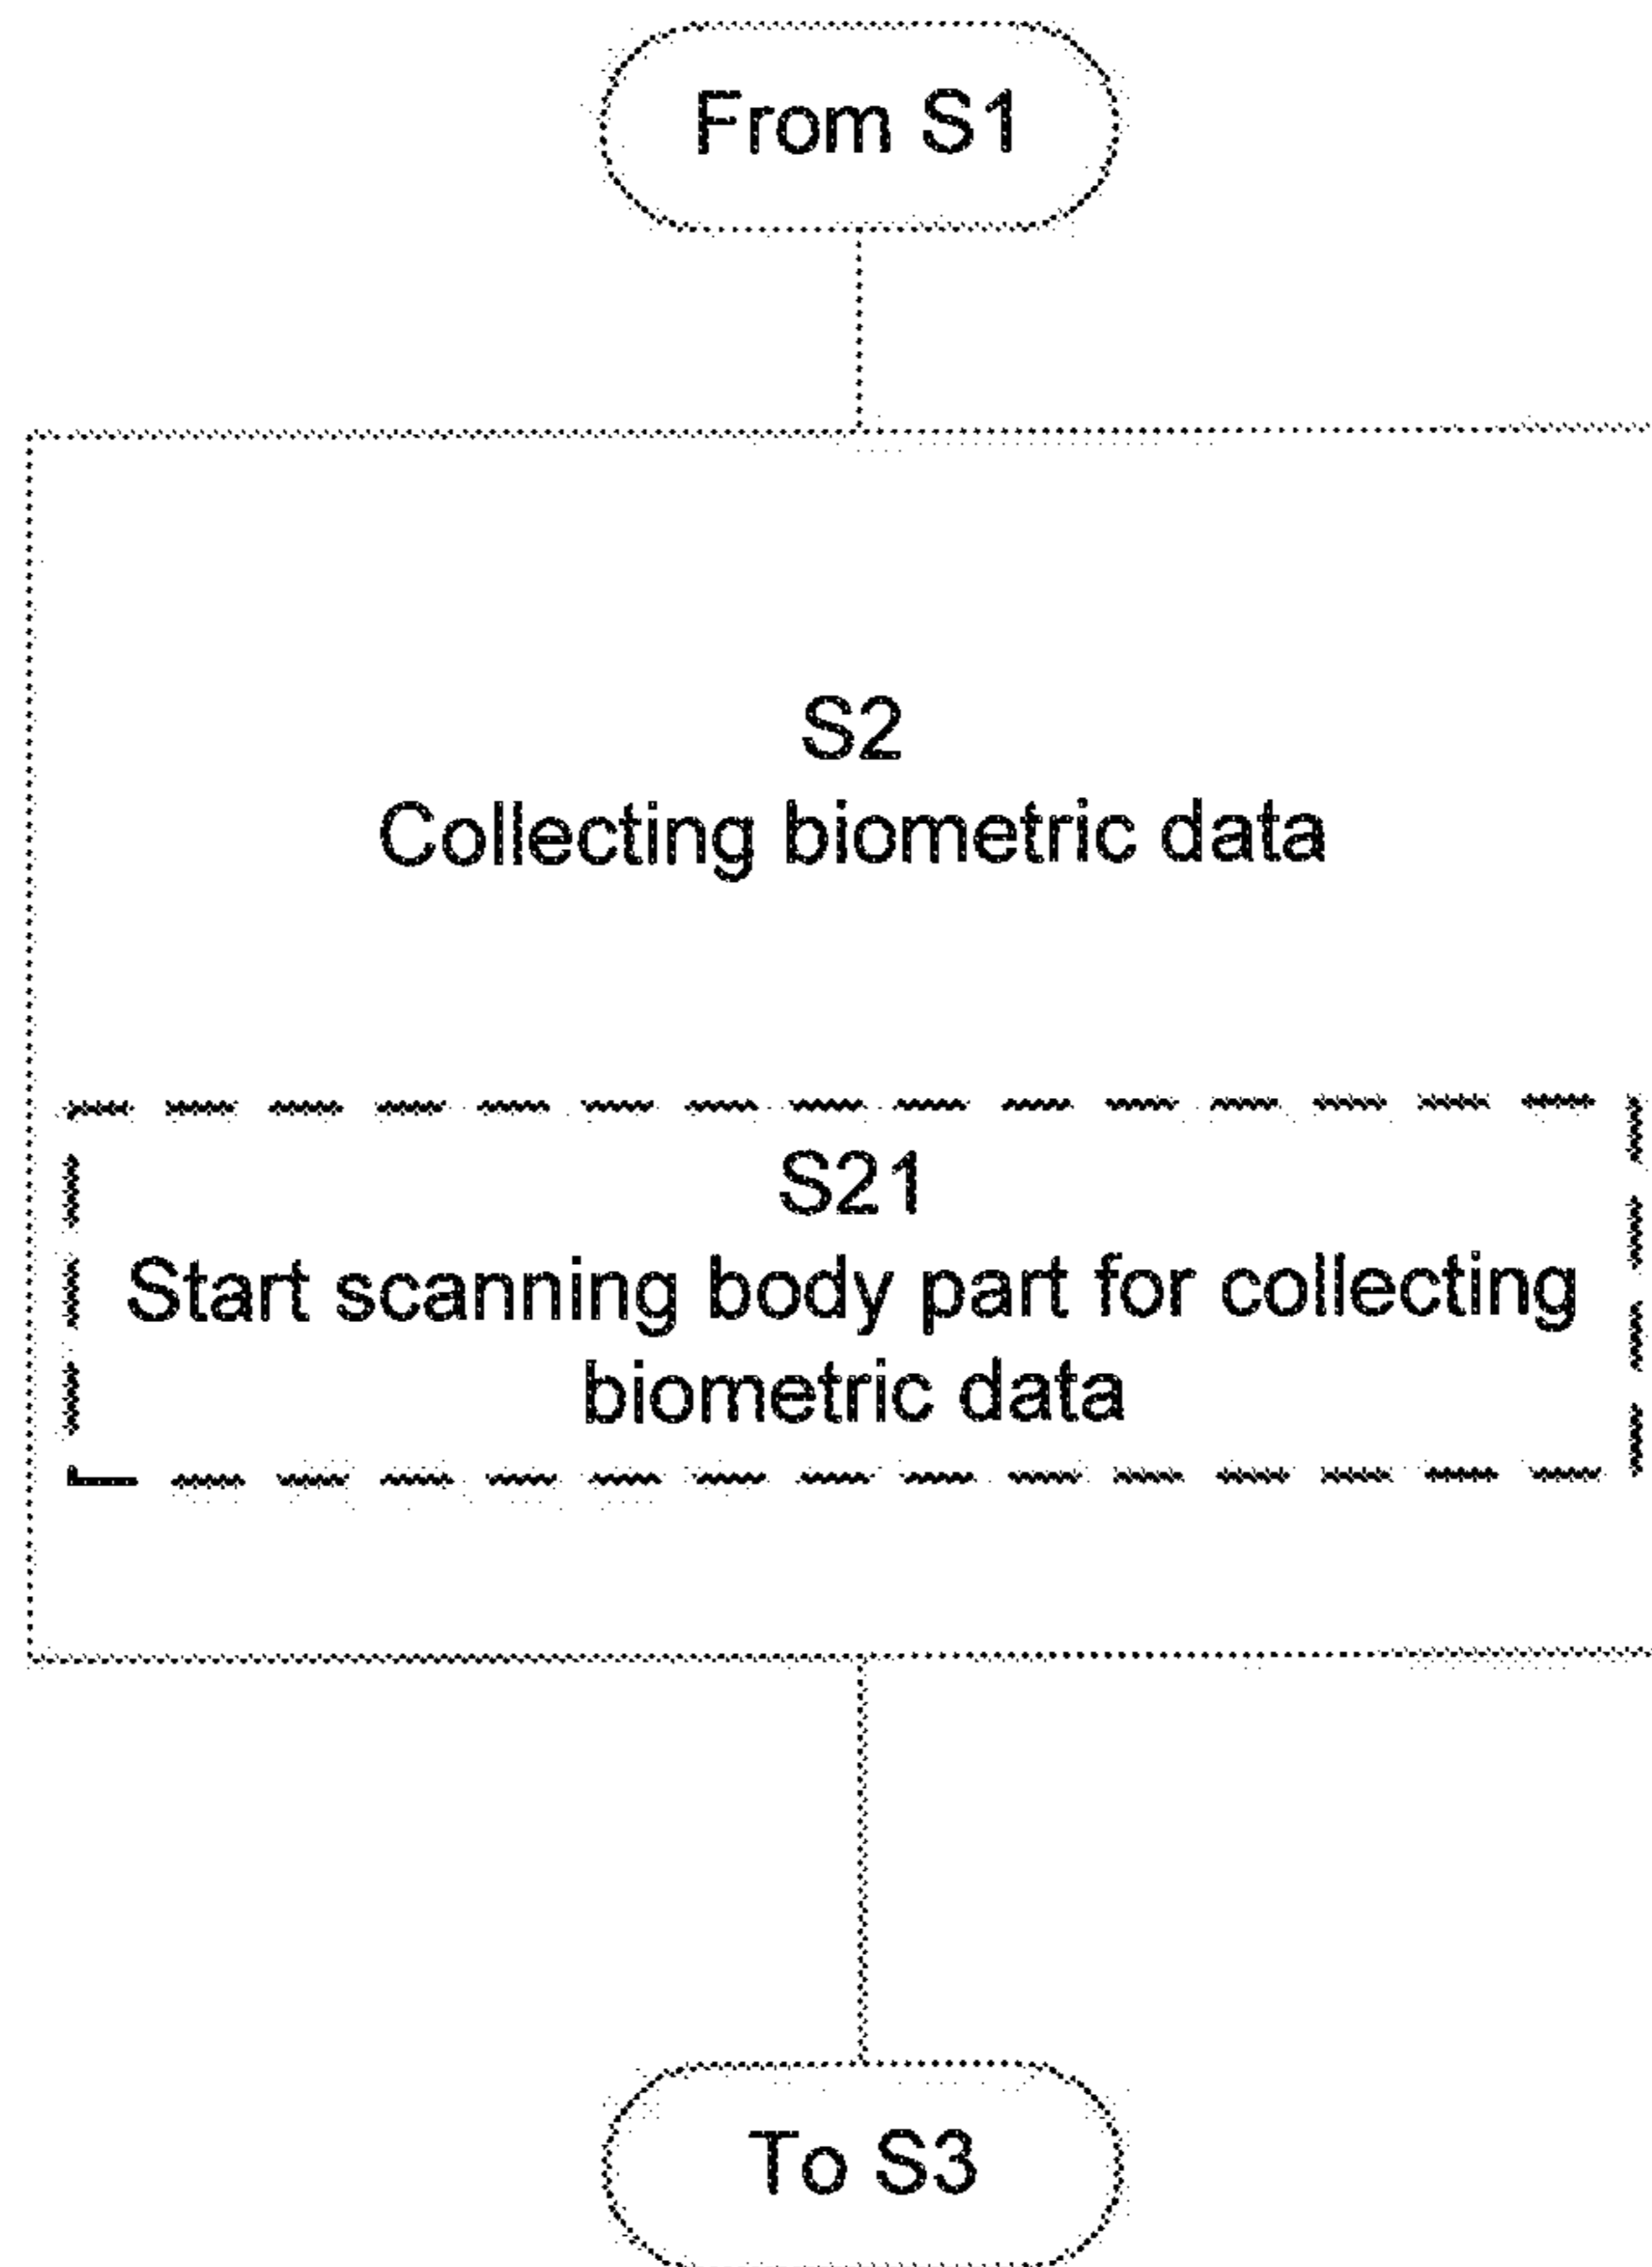 From S1
S2
Collecting biometric data
S21
Start scanning body part for collecting
biometric data
To S3